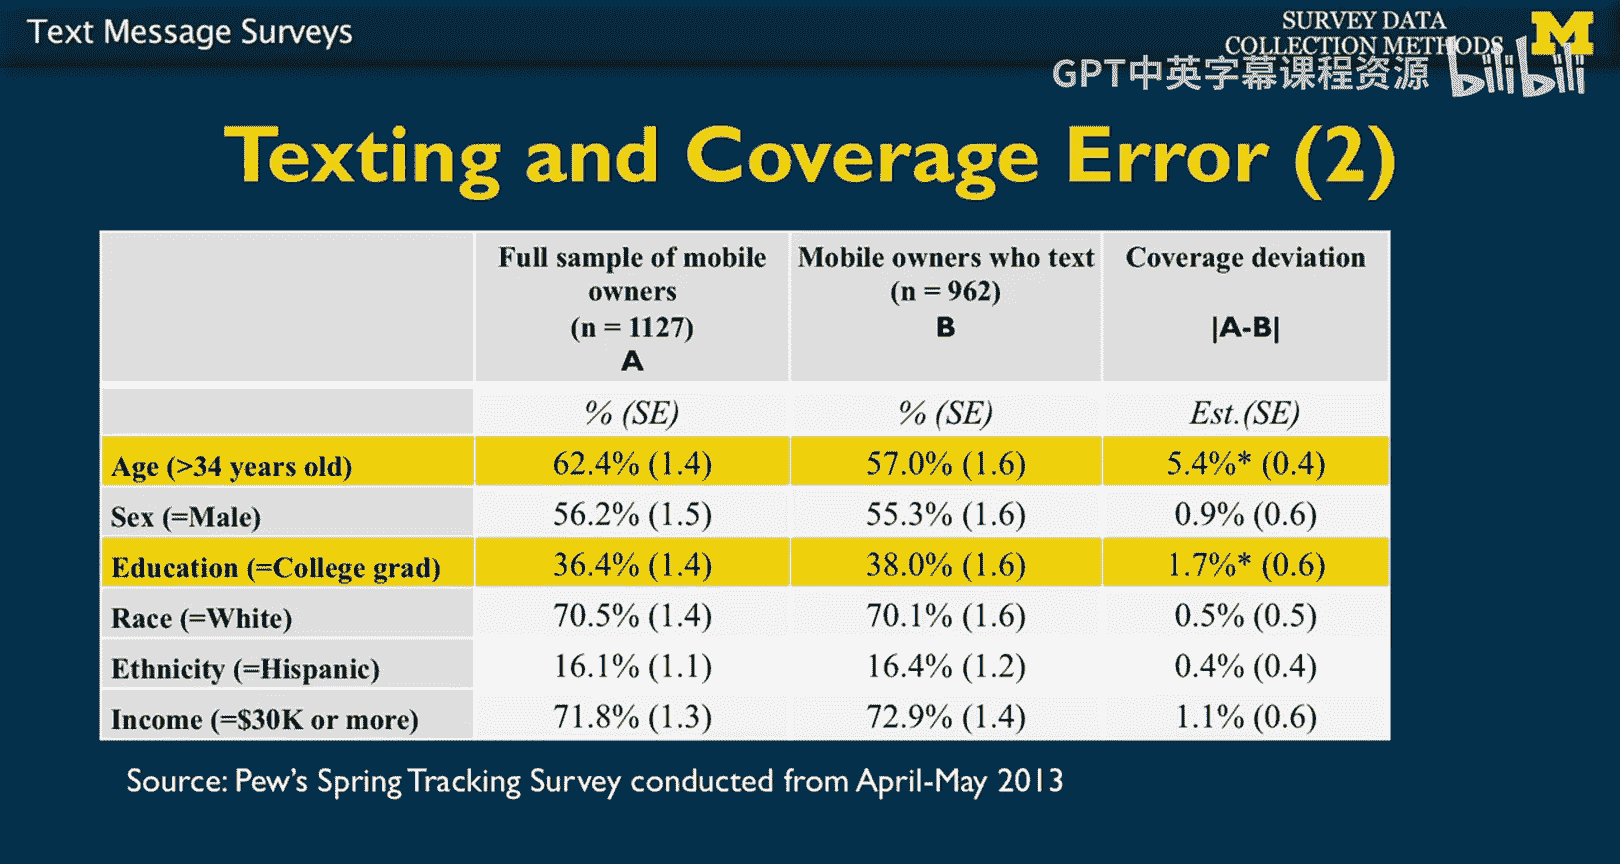 Text Message Surveys
SURVEY DATA
COLLECTION METHODS
M
GPT中英字幕课程资源
bilibili
Texting and Coverage Error (2)
Full sample of mobile
owners
(n = 1127)
A
Mobile owners who text
(n = 962)
B
Coverage deviation
|A-B|
% (SE) % (SE) Est.(SE)
Age (>34 years old) 62.4% (1.4) 57.0% (1.6) 5.4%* (0.4)
Sex (=Male) 56.2% (1.5) 55.3% (1.6) 0.9% (0.6)
Education (=College grad) 36.4% (1.4) 38.0% (1.6) 1.7%* (0.6)
Race (=White) 70.5% (1.4) 70.1% (1.6) 0.5% (0.5)
Ethnicity (=Hispanic) 16.1% (1.1) 16.4% (1.2) 0.4% (0.4)
Income (=$30K or more) 71.8% (1.3) 72.9% (1.4) 1.1% (0.6)
Source: Pew's Spring Tracking Survey conducted from April-May 2013